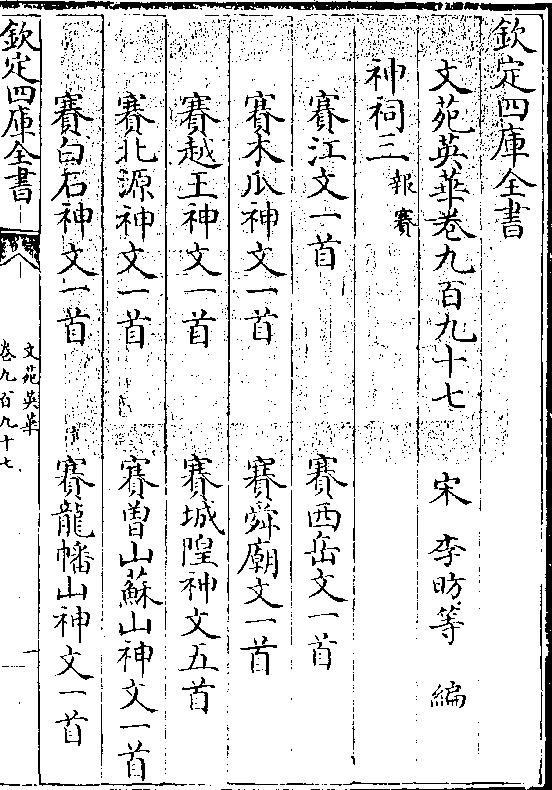 欽定四庫全書
文苑英華卷九百九十七 宋 李昉等 編
神祠三 報賽
賽江文一首 賽西岳文一首
賽木瓜神文一首 賽舜廟文一首
賽越王神文一首 賽城隍神文五首
賽北源神文一首 賽曽山蘇山神文一首
賽白石神文一首 賽龍幡山神文一首
欽定四庫全書
文苑英華
卷九百九十七
一